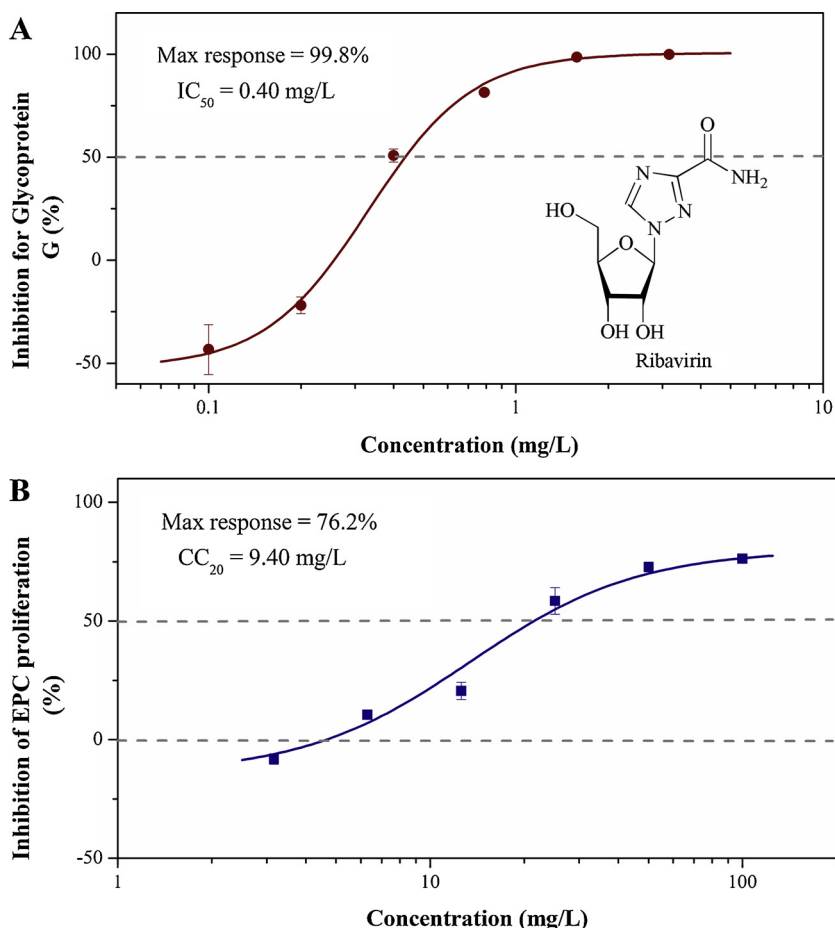 A
Max response = 99.8%
IC50 = 0.40 mg/L
Inhibition for Glycoprotein
G (%)
100
50
0
-50
0.1
1
10
Concentration (mg/L)
O
NH2
N
N
N
HO
O
OH
OH
Ribavirin
B
Max response = 76.2%
CC20 = 9.40 mg/L
Inhibition of EPC proliferation
(%)
100
50
0
-50
1
10
100
Concentration (mg/L)